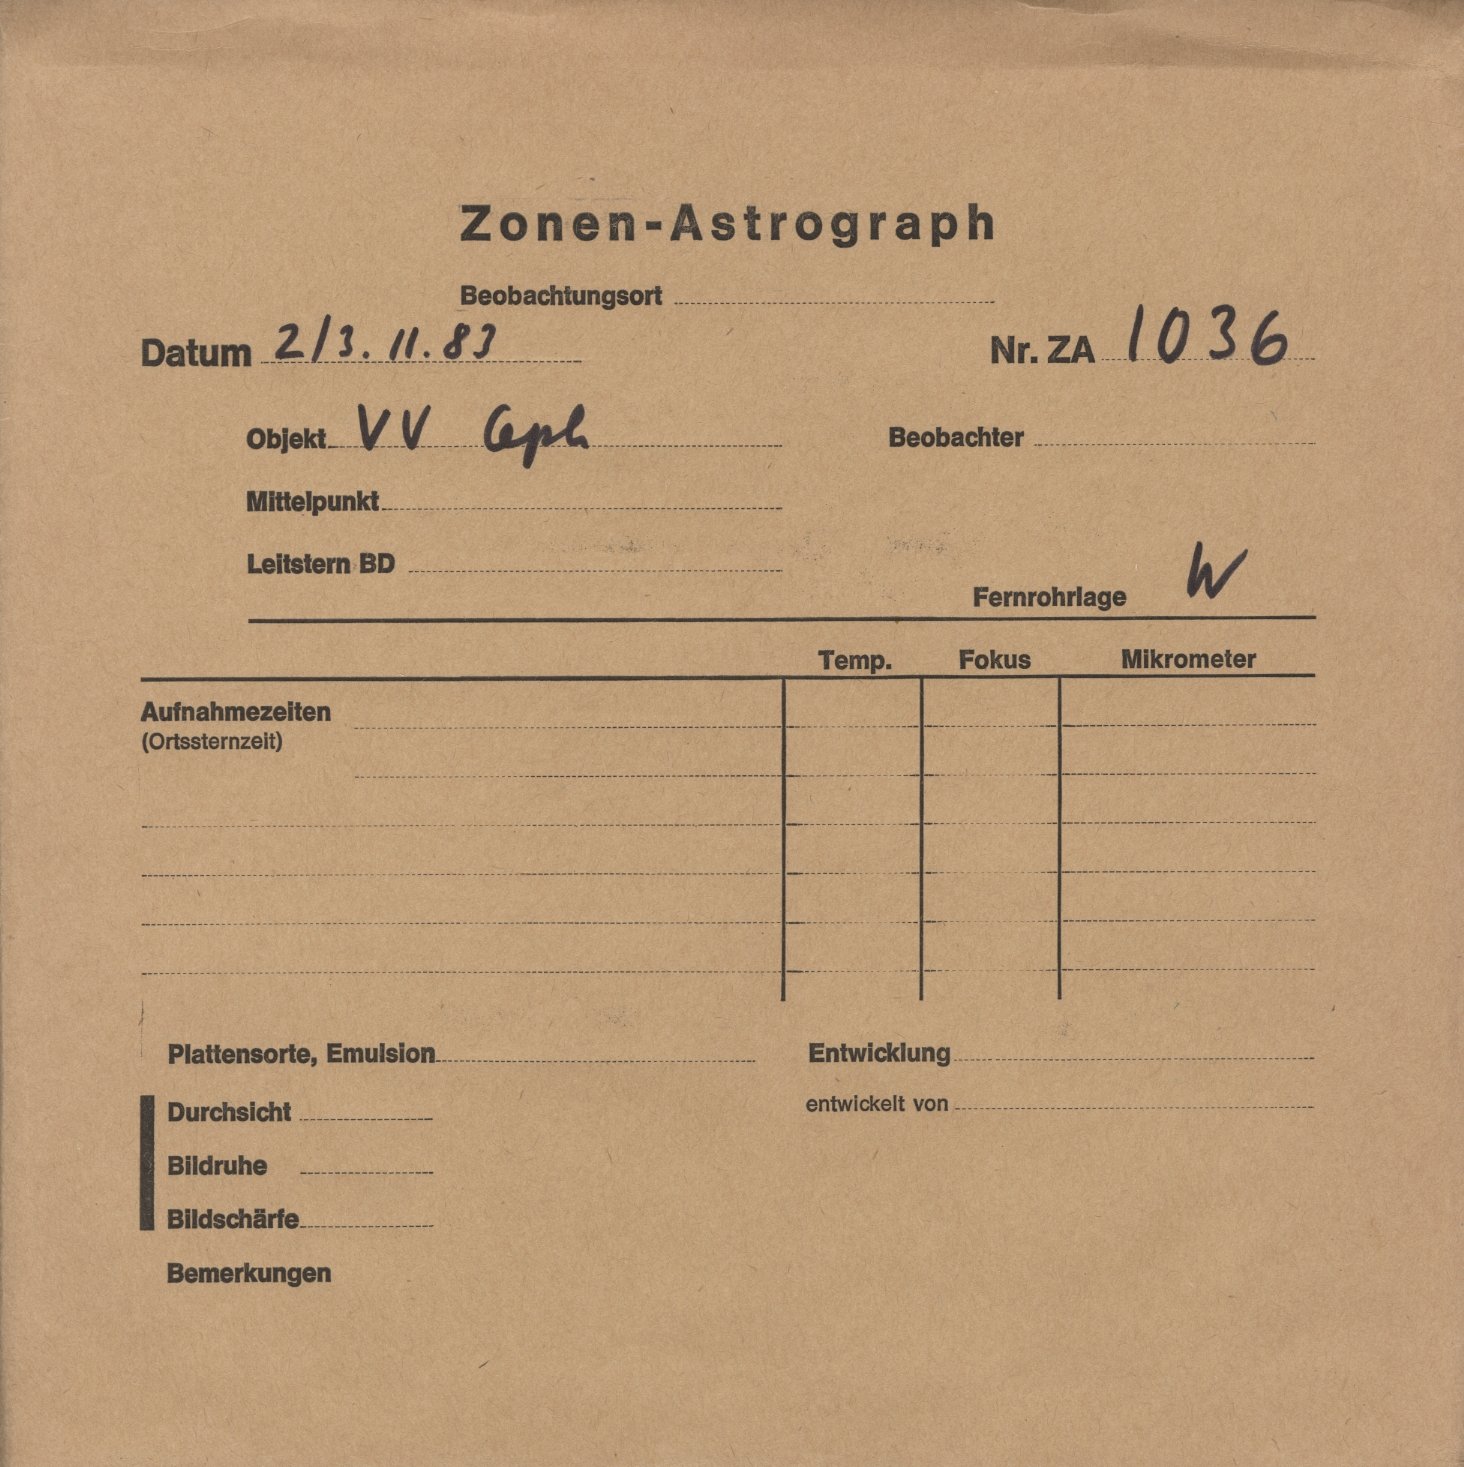 Zonen-Astrograph
Beobachtungsort
Datum 2/3. 11. 83
Nr. ZA 1036
Objekt VV Ceph
Beobachter
Mittelpunkt
Leitstern BD
Fernrohrlage W
Temp. Fokus Mikrometer
Aufnahmezeiten
(Ortssternzeit)
Plattensorte, Emulsion
Entwicklung
Durchsicht
entwickelt von
Bildruhe
Bildschärfe
Bemerkungen